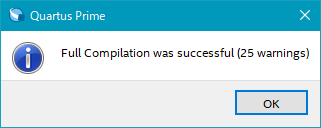 Quartus Prime
Full Compilation was successful (25 warnings)
OK